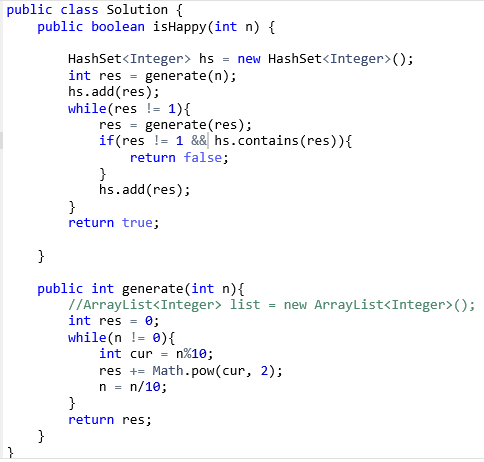 public class Solution {
    public boolean isHappy(int n) {

        HashSet<Integer> hs = new HashSet<Integer>();
        int res = generate(n);
        hs.add(res);
        while(res != 1){
            res = generate(res);
            if(res != 1 && hs.contains(res)){
                return false;
            }
            hs.add(res);
        }
        return true;

    }

    public int generate(int n){
        //ArrayList<Integer> list = new ArrayList<Integer>();
        int res = 0;
        while(n != 0){
            int cur = n%10;
            res += Math.pow(cur, 2);
            n = n/10;
        }
        return res;
    }
}